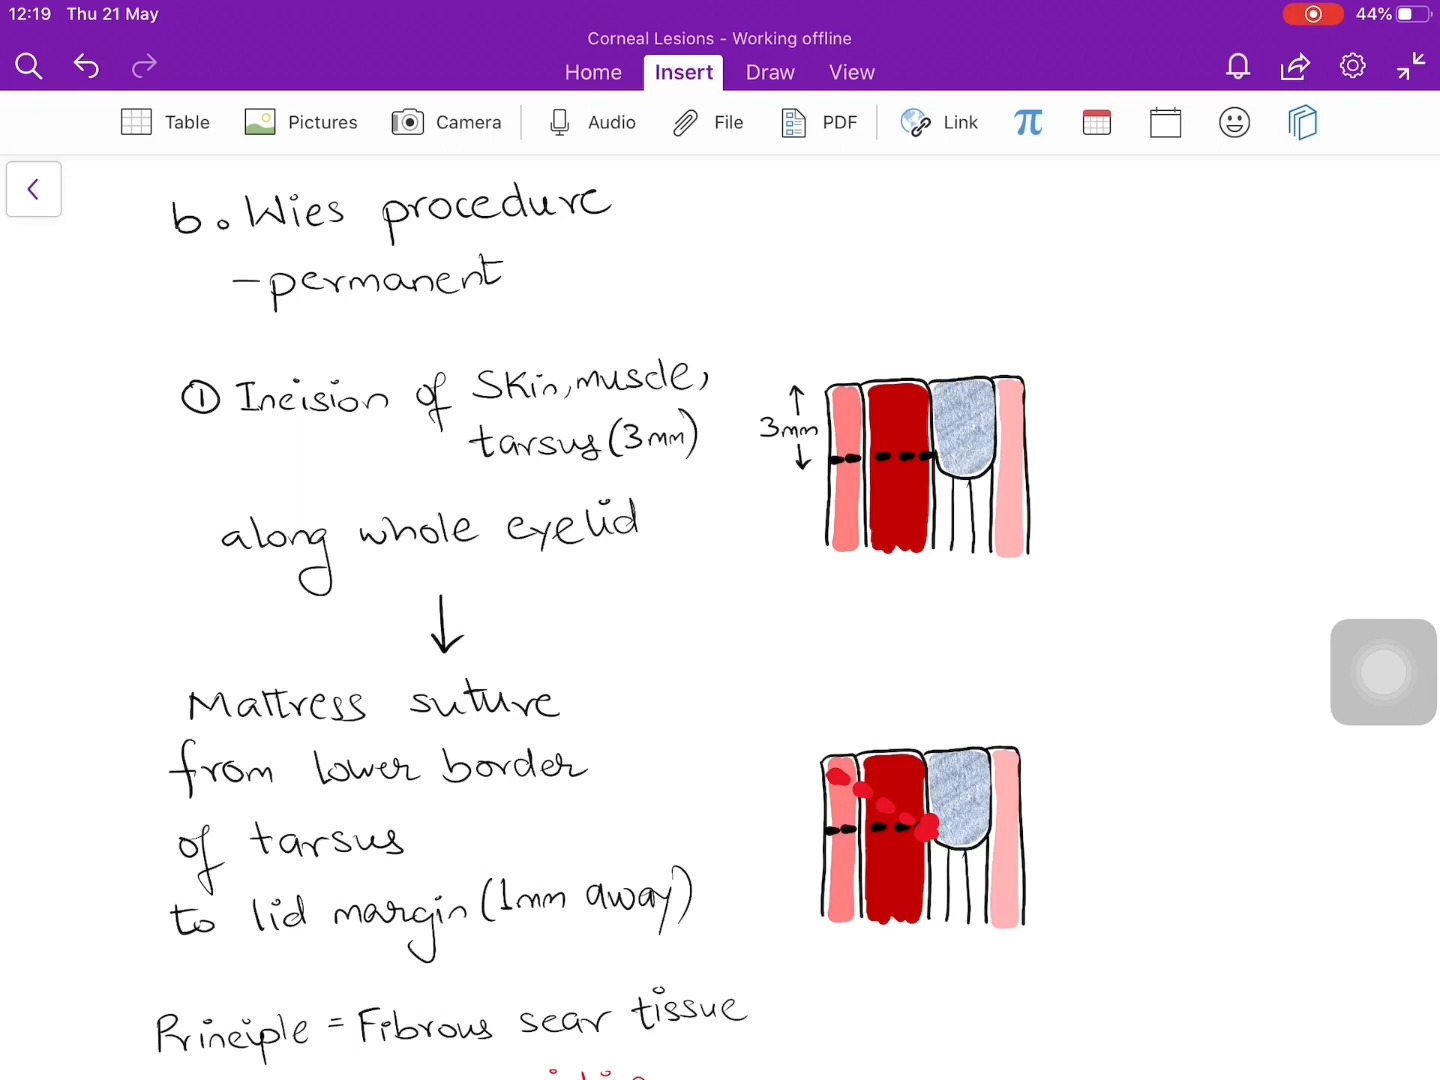 12:19 Thu 21 May
44%
Corneal Lesions - Working offline
Home Insert Draw View
Table Pictures Camera Audio File PDF Link π
b. Wies procedure
- permanent
① Incision of skin, muscle,
tarsus (3mm)
3mm
along whole eyelid
↓
Mattress suture
from lower border
of tarsus
to lid margin (1mm away)
Principle = Fibrous scar tissue